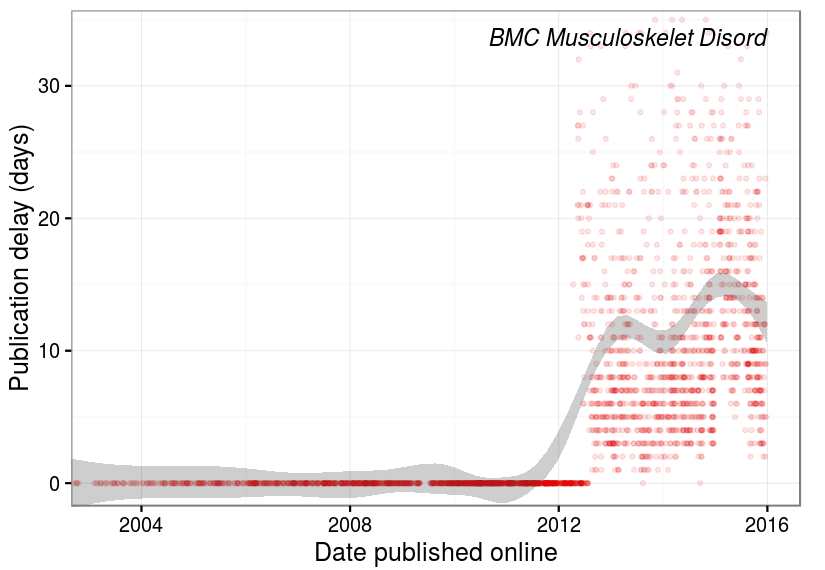 BMC Musculoskelet Disord
Publication delay (days)
30
20
10
0
2004 2008 2012 2016
Date published online